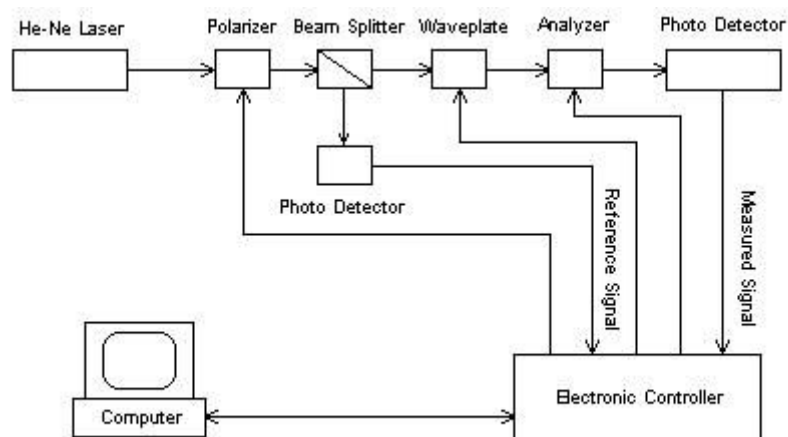 He-Ne Laser
Polarizer
Beam Splitter
Waveplate
Analyzer
Photo Detector
Photo Detector
Reference Signal
Measured Signal
Computer
Electronic Controller